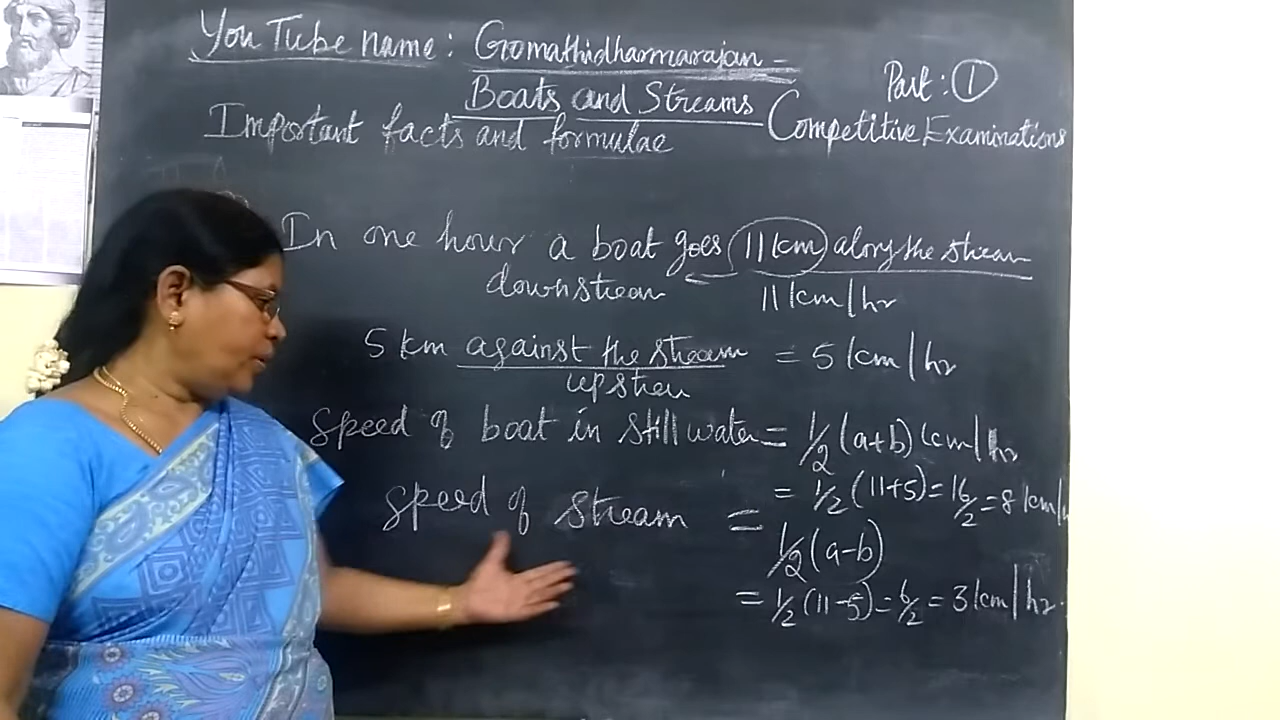 YouTube name: Gomathidharmarajan
Boats and Streams
Part: 1
Important facts and formulae
Competitive Examinations
In one hour a boat goes 11 km along the stream
downstream
11 km/hr
5 km against the stream = 5 km/hr
upstream
Speed of boat in still water = 1/2 (a+b) km/hr
= 1/2 (11+5) = 16/2 = 8 km/h
Speed of stream =
1/2 (a-b)
= 1/2 (11-5) = 6/2 = 3 km/hr.